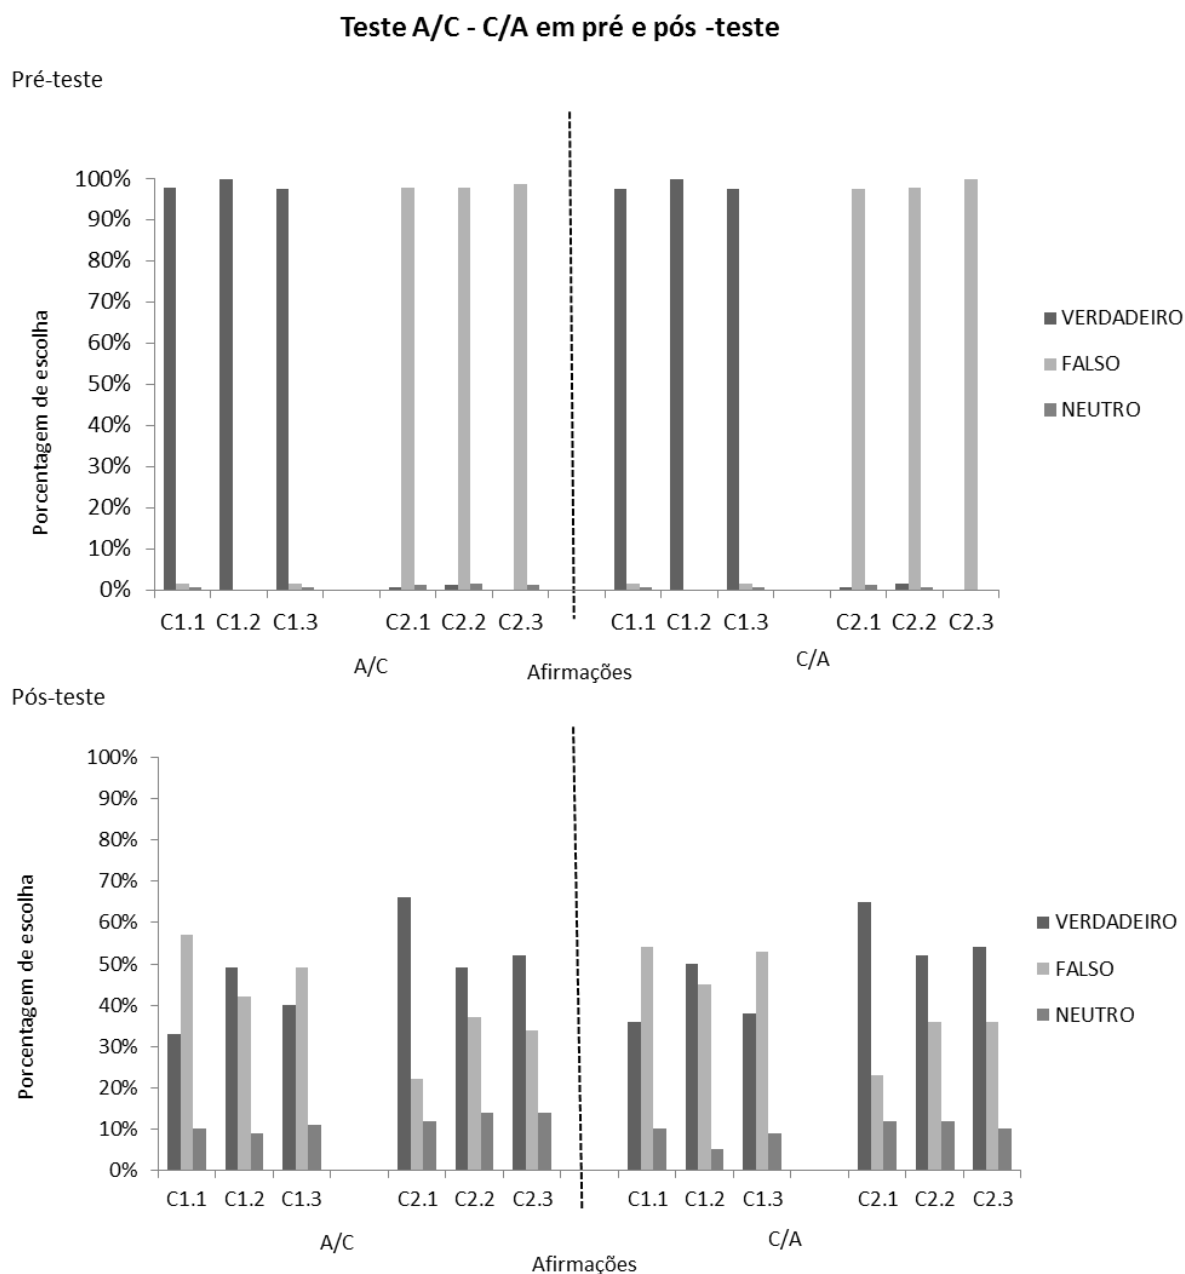 Teste A/C - C/A em pré e pós -teste
Pré-teste
100%
90%
80%
70%
60%
50%
40%
30%
20%
10%
0%
Porcentagem de escolha
C1.1 C1.2 C1.3 C2.1 C2.2 C2.3 C1.1 C1.2 C1.3 C2.1 C2.2 C2.3
A/C C/A
Afirmações
VERDADEIRO
FALSO
NEUTRO
Pós-teste
100%
90%
80%
70%
60%
50%
40%
30%
20%
10%
0%
Porcentagem de escolha
C1.1 C1.2 C1.3 C2.1 C2.2 C2.3 C1.1 C1.2 C1.3 C2.1 C2.2 C2.3
A/C C/A
Afirmações
VERDADEIRO
FALSO
NEUTRO